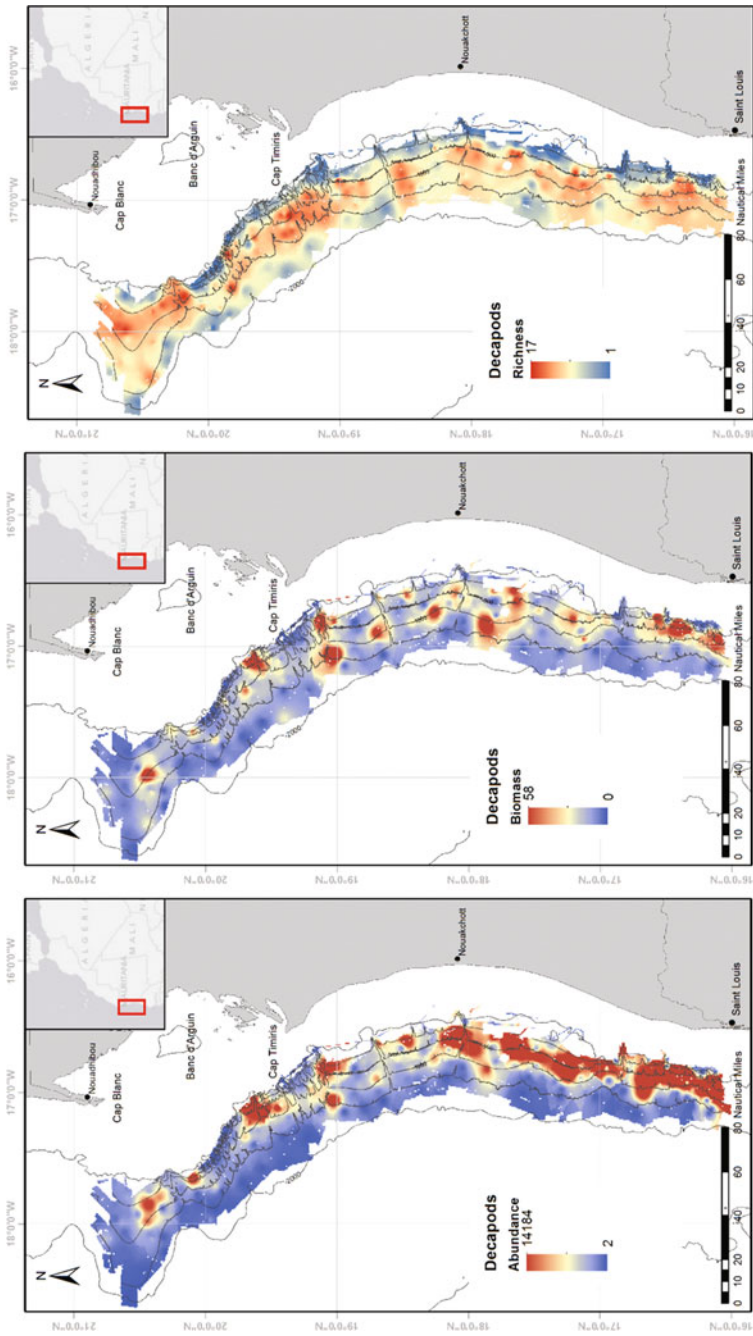 18°0'0"W
17°0'0"W
16°0'0"W
N
ALGERIA
MALI
N
21°0'0"N
Nouadhibou
Cap Blanc
20°0'0"N
Banc d'Arguin
Cap Timiris
-2000
19°0'0"N
Decapods
Abundance
14184
2
18°0'0"N
Nouakchott
17°0'0"N
0 20 40 60 80
Nautical Miles
16°0'0"N
Saint Louis
18°0'0"W
17°0'0"W
16°0'0"W
N
ALGERIA
MALI
N
21°0'0"N
Nouadhibou
Cap Blanc
20°0'0"N
Banc d'Arguin
Cap Timiris
-2000
19°0'0"N
Decapods
Biomass
58
0
18°0'0"N
Nouakchott
17°0'0"N
0 10 20 40 60 80
Nautical Miles
16°0'0"N
Saint Louis
18°0'0"W
17°0'0"W
16°0'0"W
N
ALGERIA
MALI
N
21°0'0"N
Nouadhibou
Cap Blanc
20°0'0"N
Banc d'Arguin
Cap Timiris
-2000
19°0'0"N
Decapods
Richness
17
1
18°0'0"N
Nouakchott
17°0'0"N
0 10 20 40 60 80
Nautical Miles
16°0'0"N
Saint Louis